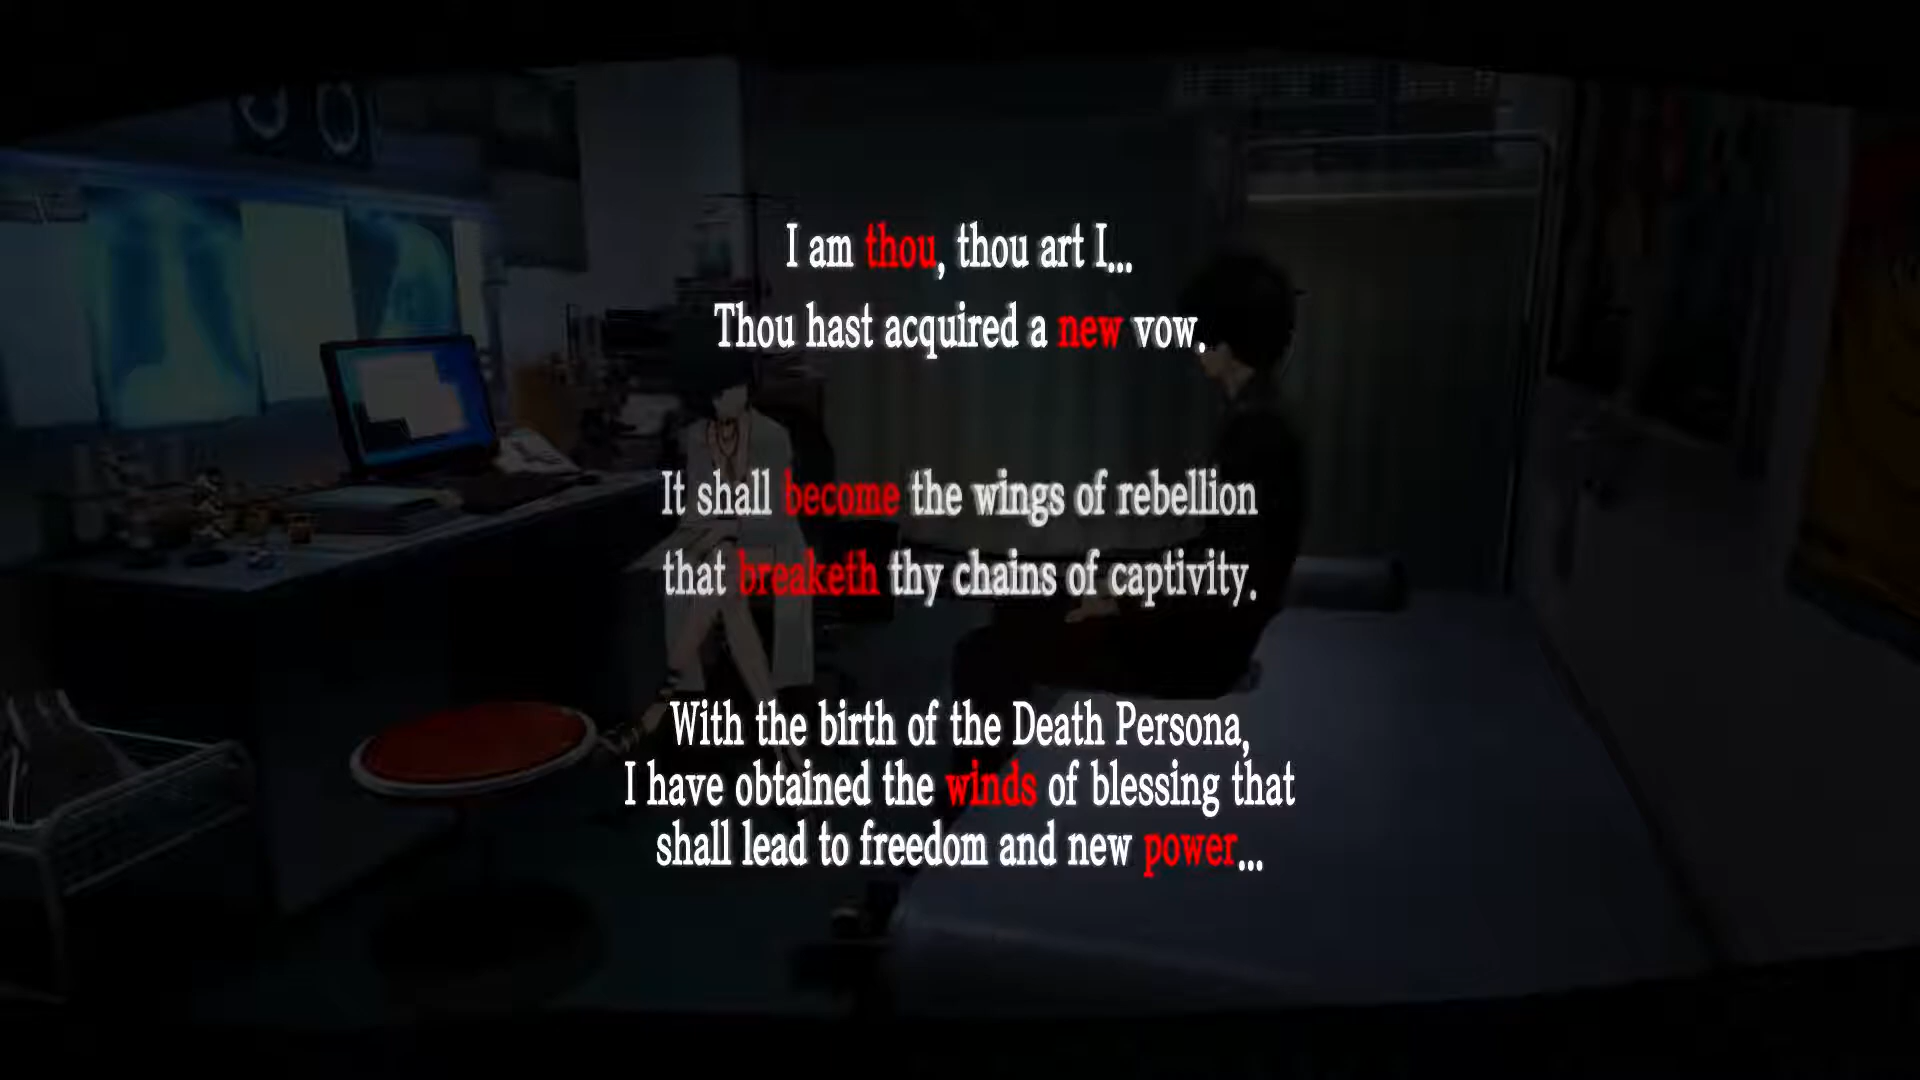 I am thou, thou art I...
Thou hast acquired a new vow.
It shall become the wings of rebellion
that breaketh thy chains of captivity.
With the birth of the Death Persona,
I have obtained the winds of blessing that
shall lead to freedom and new power...